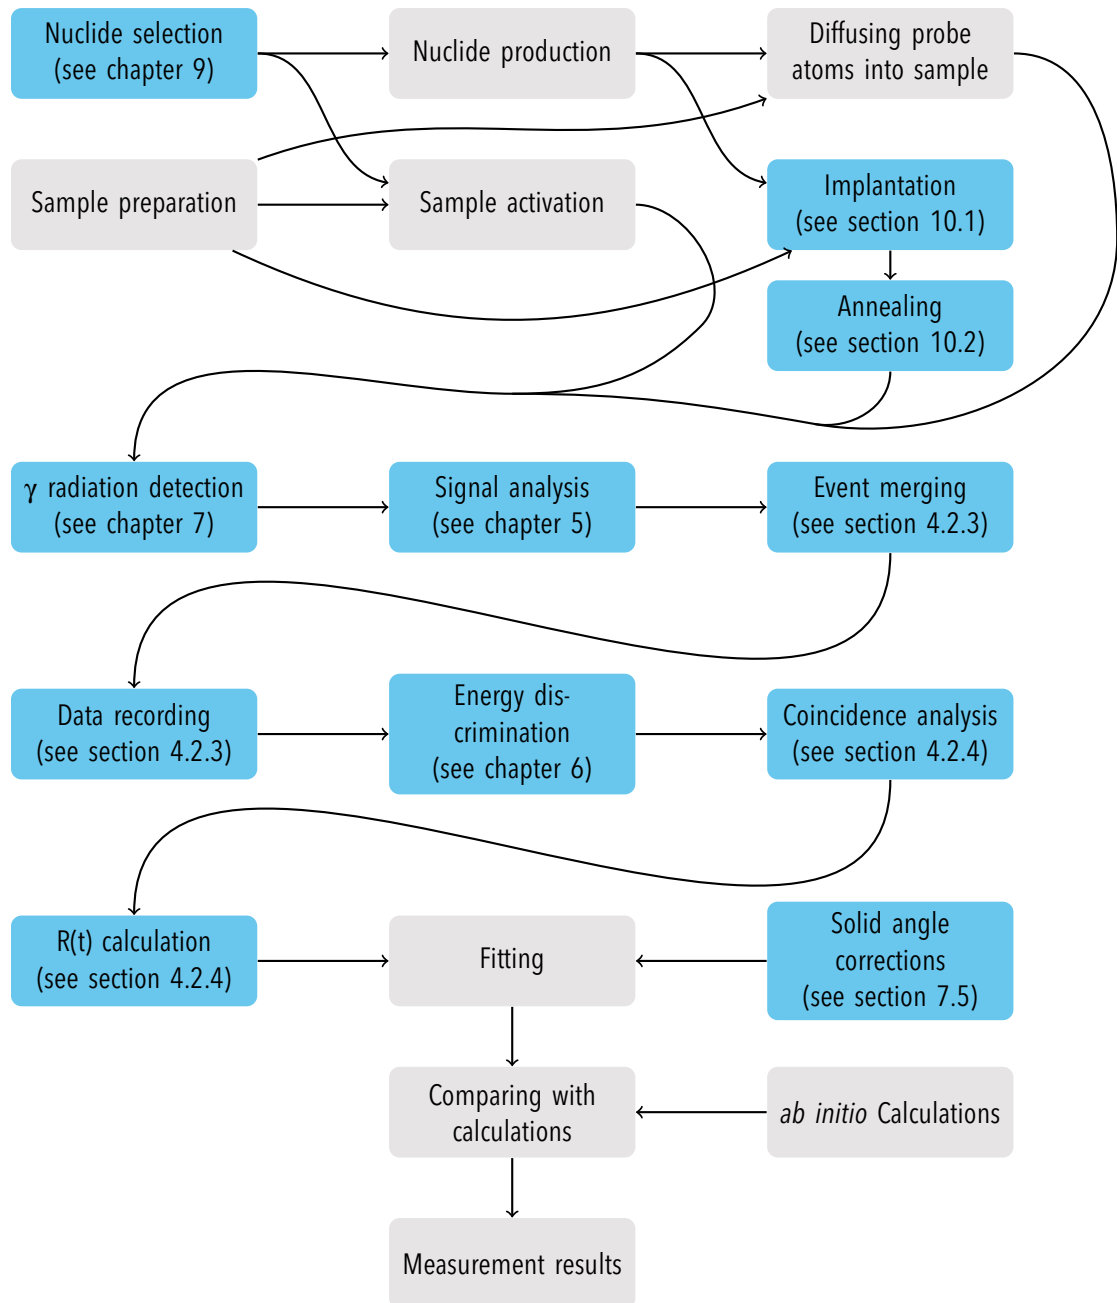 Nuclide selection
(see chapter 9)
Nuclide production
Diffusing probe
atoms into sample
Sample preparation
Sample activation
Implantation
(see section 10.1)
Annealing
(see section 10.2)
γ radiation detection
(see chapter 7)
Signal analysis
(see chapter 5)
Event merging
(see section 4.2.3)
Data recording
(see section 4.2.3)
Energy dis-
crimination
(see chapter 6)
Coincidence analysis
(see section 4.2.4)
R(t) calculation
(see section 4.2.4)
Fitting
Solid angle
corrections
(see section 7.5)
Comparing with
calculations
ab initio Calculations
Measurement results